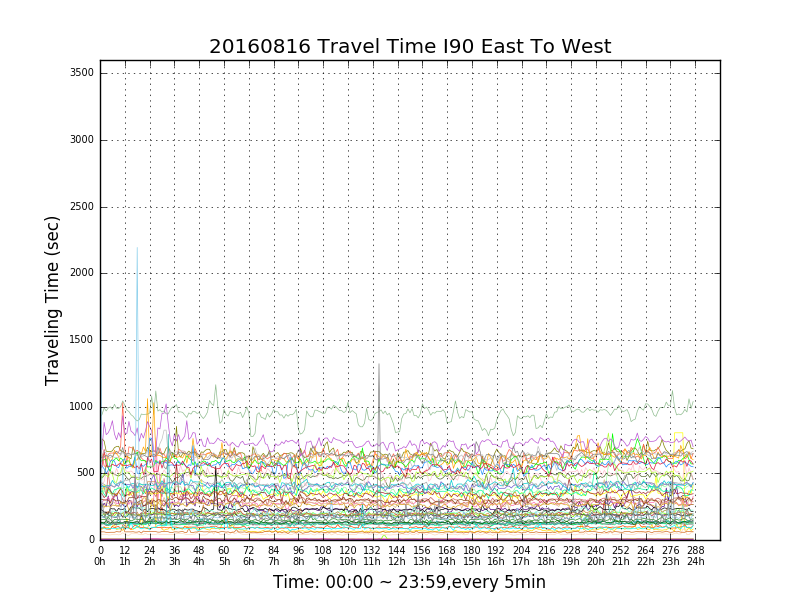 20160816 Travel Time I90 East To West
3500
3000
2500
2000
1500
1000
500
0
Traveling Time (sec)
0 12 24 36 48 60 72 84 96 108 120 132 144 156 168 180 192 204 216 228 240 252 264 276 288
0h 1h 2h 3h 4h 5h 6h 7h 8h 9h 10h 11h 12h 13h 14h 15h 16h 17h 18h 19h 20h 21h 22h 23h 24h
Time: 00:00 ~ 23:59,every 5min